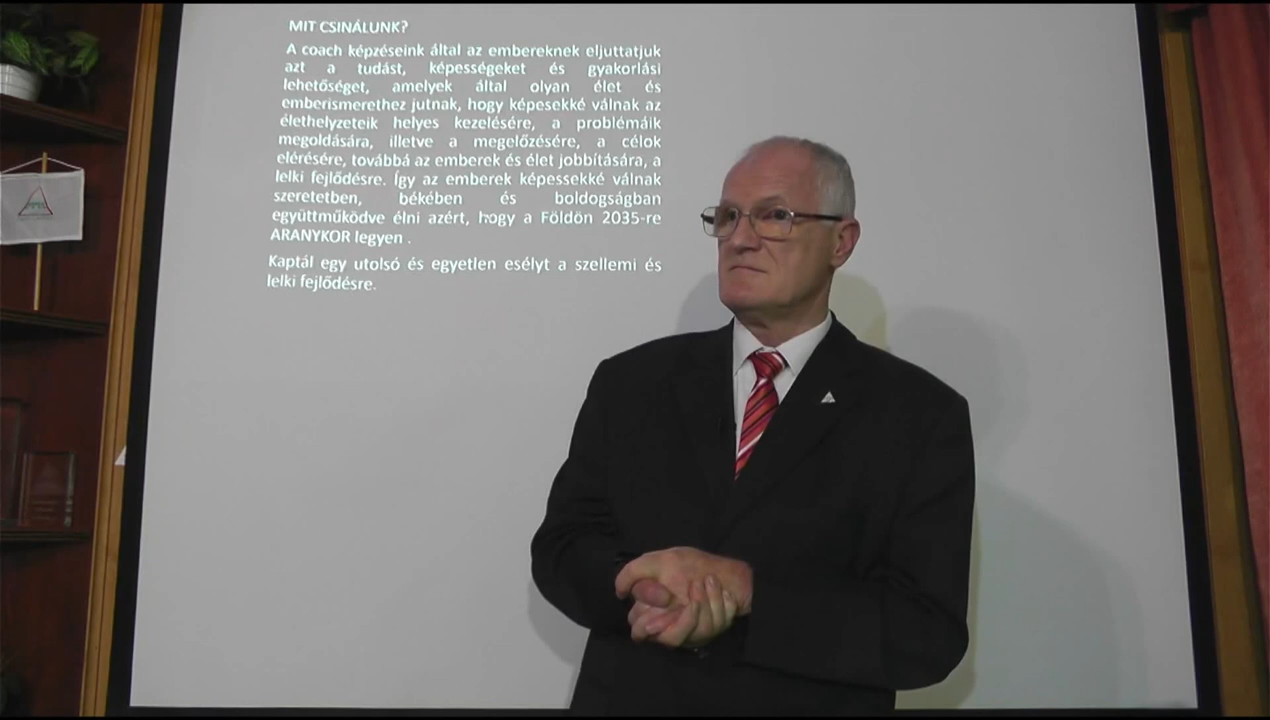 MIT CSINÁLUNK?
A coach képzéseink által az embereknek eljuttatjuk
azt a tudást, képességeket és gyakorlási
lehetőséget, amelyek által olyan élet és
emberismerethez jutnak, hogy képesekké válnak az
élethelyzeteik helyes kezelésére, a problémáik
megoldására, illetve a megelőzésére, a célok
elérésére, továbbá az emberek és élet jobbítására, a
lelki fejlődésre. Így az emberek képessekké válnak
szeretetben, békében és boldogságban
együttműködve élni azért, hogy a Földön 2035-re
ARANYKOR legyen .
Kaptál egy utolsó és egyetlen esélyt a szellemi és
lelki fejlődésre.